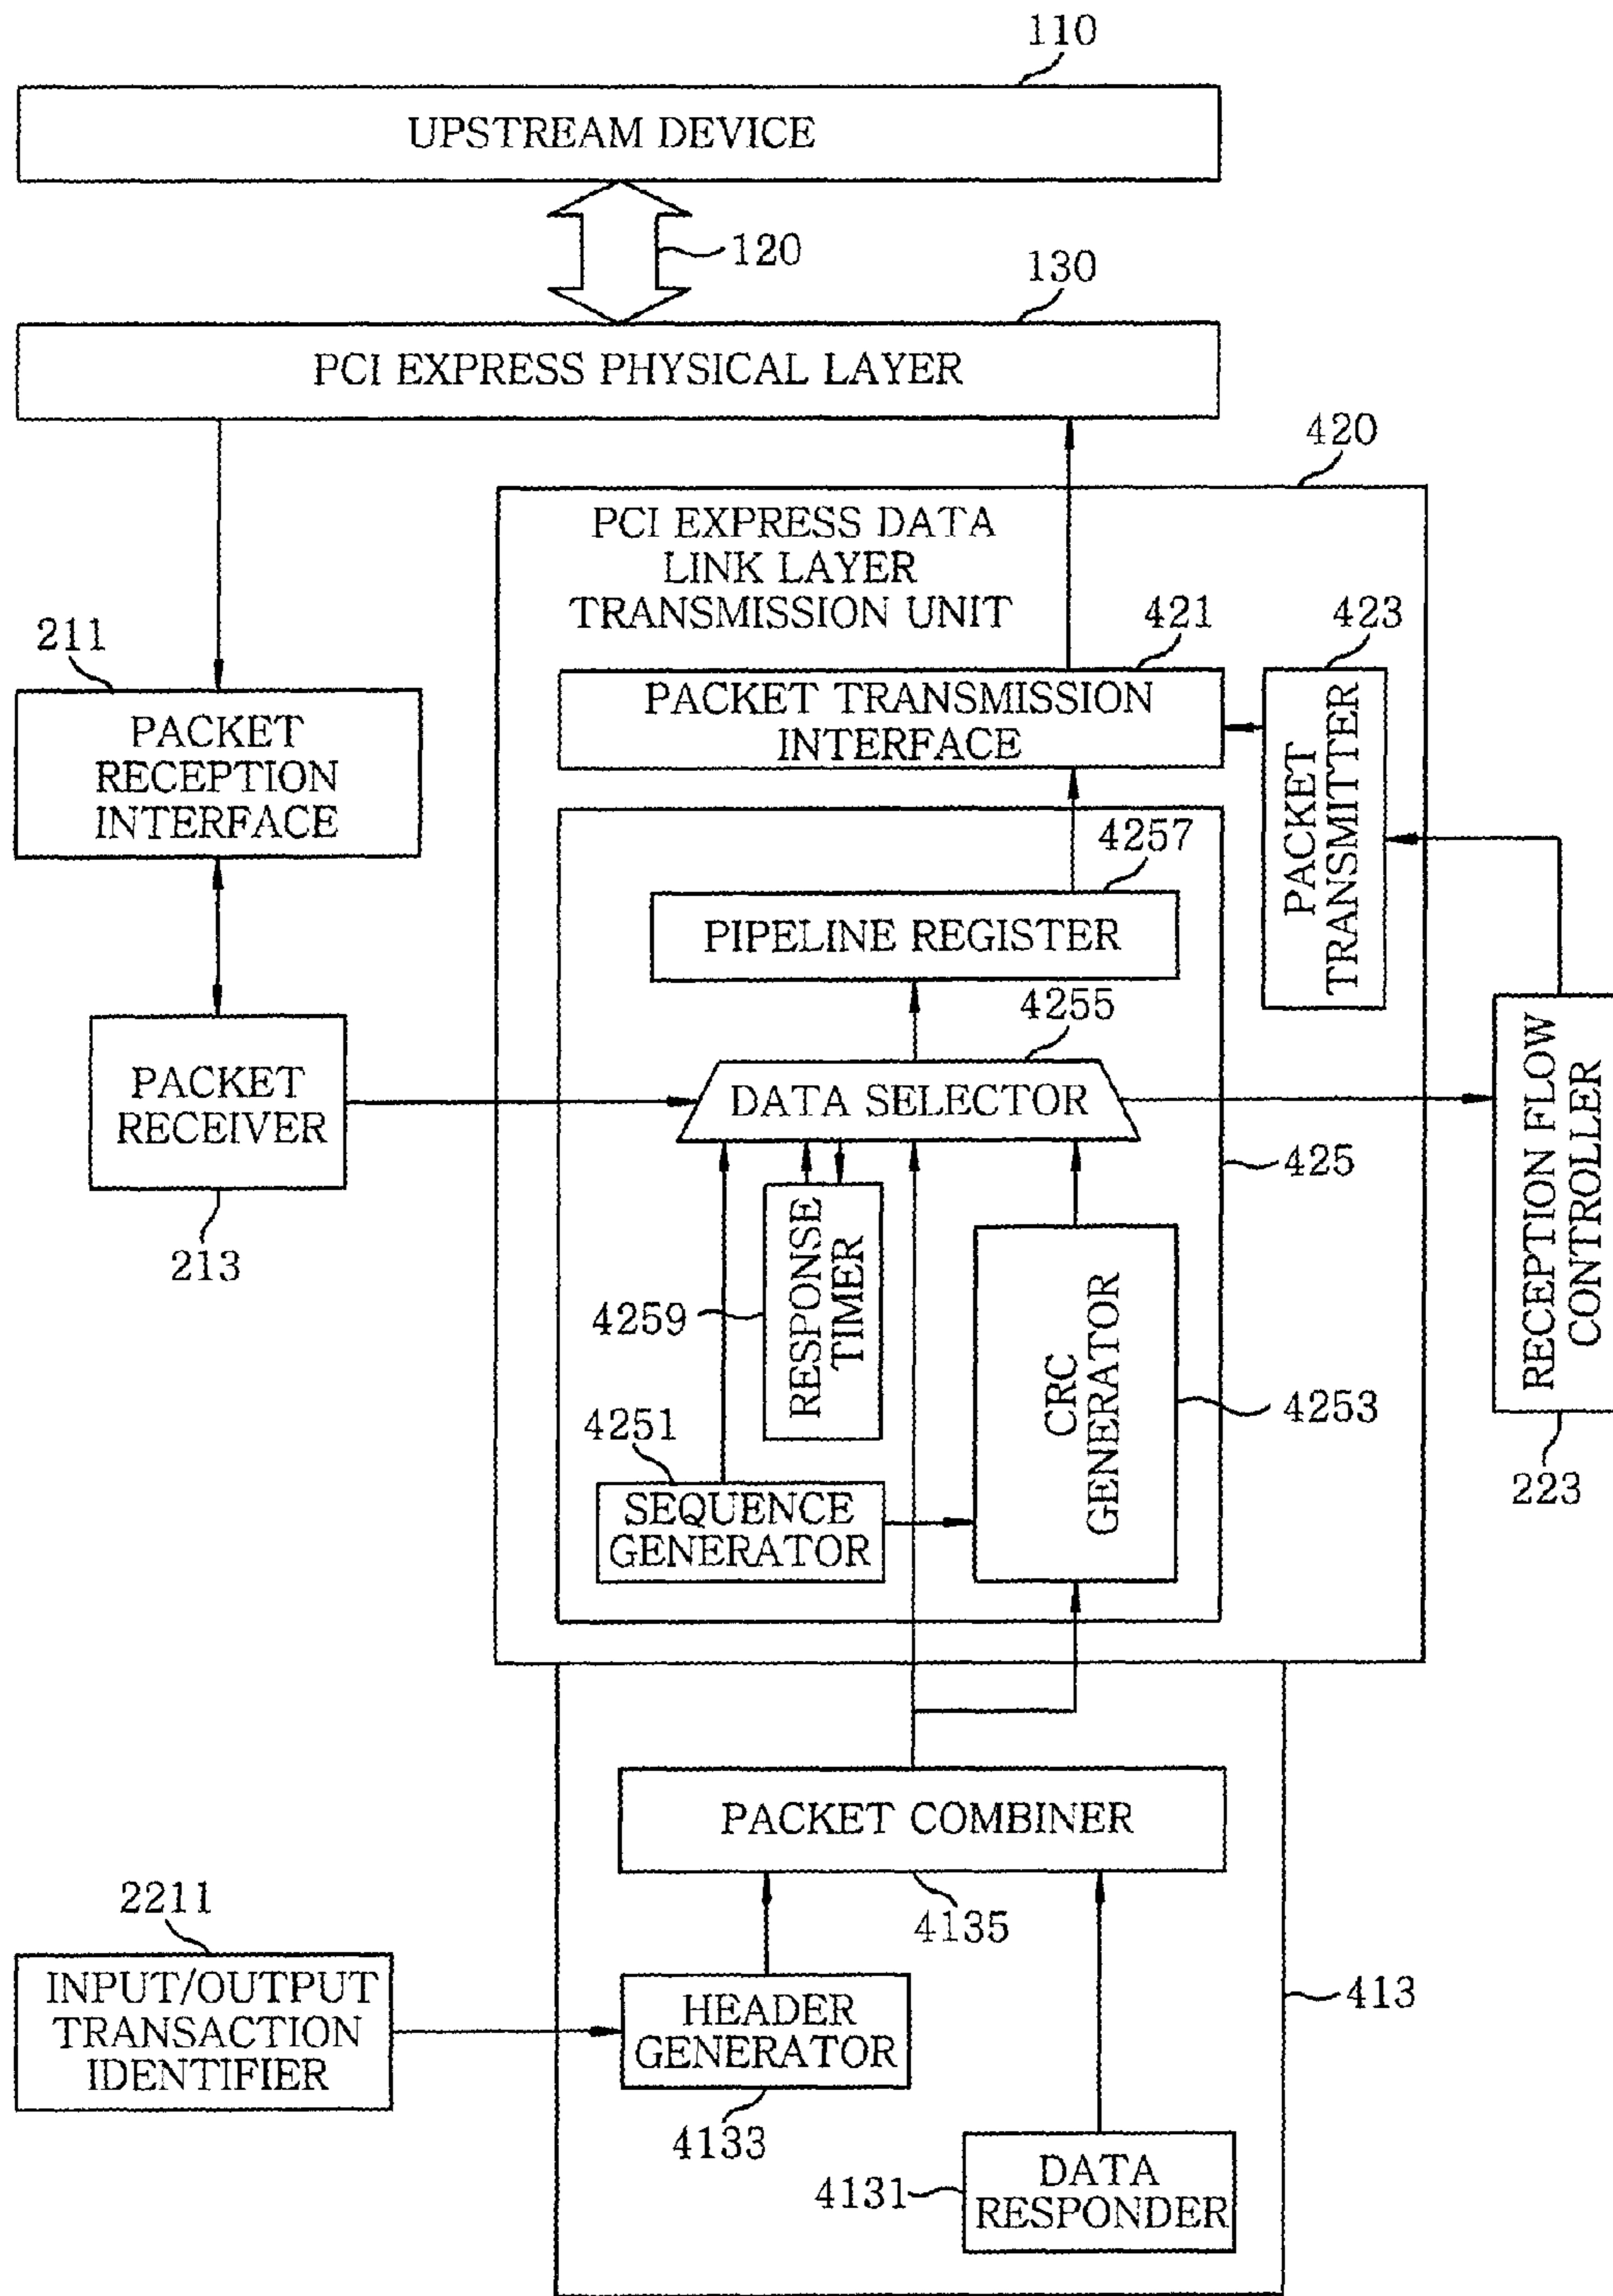 110
UPSTREAM DEVICE
120
130
PCI EXPRESS PHYSICAL LAYER
420
PCI EXPRESS DATA
LINK LAYER
TRANSMISSION UNIT
211
PACKET
RECEPTION
INTERFACE
421
PACKET TRANSMISSION
INTERFACE
423
PACKET
TRANSMITTER
4257
PIPELINE REGISTER
4255
DATA SELECTOR
PACKET
RECEIVER
213
425
RECEPTION FLOW
CONTROLLER
223
4259
RESPONSE
TIMER
CRC
GENERATOR
4253
4251
SEQUENCE
GENERATOR
PACKET COMBINER
4135
2211
INPUT/OUTPUT
TRANSACTION
IDENTIFIER
HEADER
GENERATOR
4133
413
4131
DATA
RESPONDER